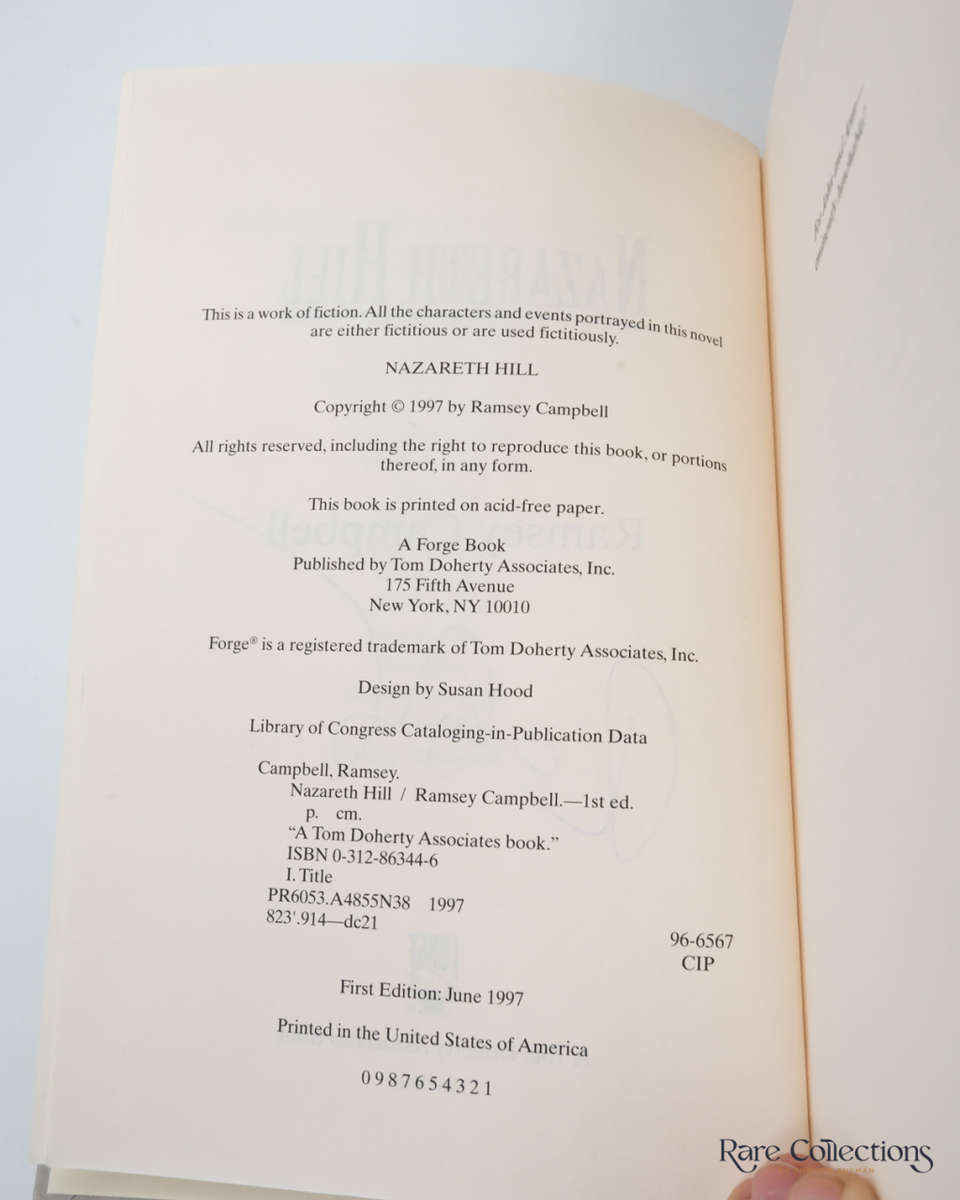 This is a work of fiction. All the characters and events portrayed in this novel
are either fictitious or are used fictitiously.
NAZARETH HILL
Copyright © 1997 by Ramsey Campbell
All rights reserved, including the right to reproduce this book, or portions
thereof, in any form.
This book is printed on acid-free paper.
A Forge Book
Published by Tom Doherty Associates, Inc.
175 Fifth Avenue
New York, NY 10010
Forge® is a registered trademark of Tom Doherty Associates, Inc.
Design by Susan Hood
Library of Congress Cataloging-in-Publication Data
Campbell, Ramsey.
Nazareth Hill / Ramsey Campbell.—1st ed.
p. cm.
“A Tom Doherty Associates book.”
ISBN 0-312-86344-6
I. Title
PR6053.A4855N38 1997
823'.914—dc21
96-6567
CIP
First Edition: June 1997
Printed in the United States of America
0 9 8 7 6 5 4 3 2 1
Rare Collections